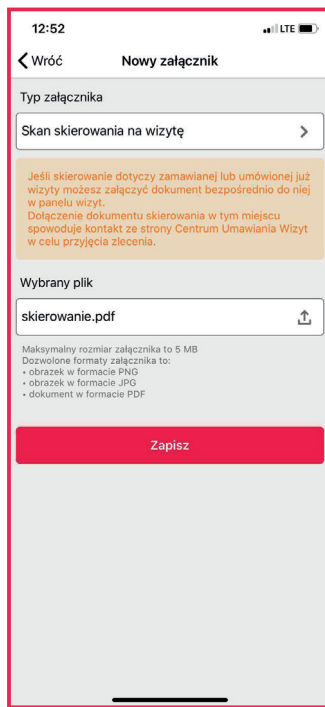 12:52
LTE
Wróć
Nowy załącznik
Typ załącznika
Skan skierowania na wizytę
Jeśli skierowanie dotyczy zamawianej lub umówionej już
wizyty możesz załączyć dokument bezpośrednio do niej
w panelu wizyt.
Dołączenie dokumentu skierowania w tym miejscu
spowoduje kontakt ze strony Centrum Umawiania Wizyt
w celu przyjęcia zlecenia.
Wybrany plik
skierowanie.pdf
Maksymalny rozmiar załącznika to 5 MB
Dozwolone formaty załącznika to:
• obrazek w formacie PNG
• obrazek w formacie JPG
• dokument w formacie PDF
Zapisz